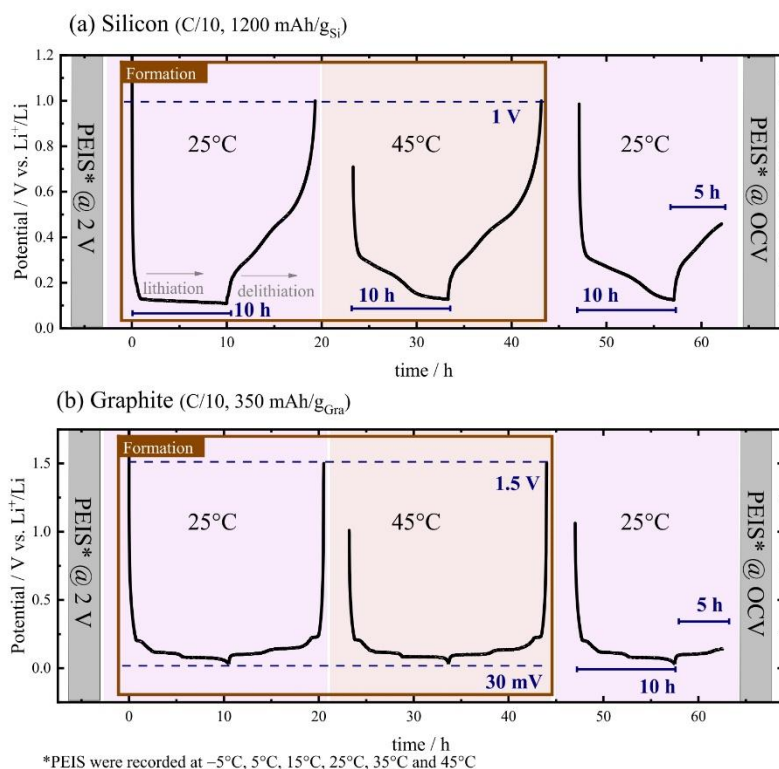 (a) Silicon (C/10, 1200 mAh/gSi)
Formation
PEIS* @ 2 V
25°C
45°C
25°C
1 V
5 h
lithiation
delithiation
10 h
10 h
10 h
PEIS* @ OCV
Potential / V vs. Li⁺/Li
1.2
1.0
0.8
0.6
0.4
0.2
0.0
0 10 20 30 40 50 60
time / h
(b) Graphite (C/10, 350 mAh/gGra)
Formation
PEIS* @ 2 V
25°C
45°C
25°C
1.5 V
5 h
30 mV
10 h
PEIS* @ OCV
Potential / V vs. Li⁺/Li
1.5
1.0
0.5
0.0
0 10 20 30 40 50 60
time / h
*PEIS were recorded at −5°C, 5°C, 15°C, 25°C, 35°C and 45°C